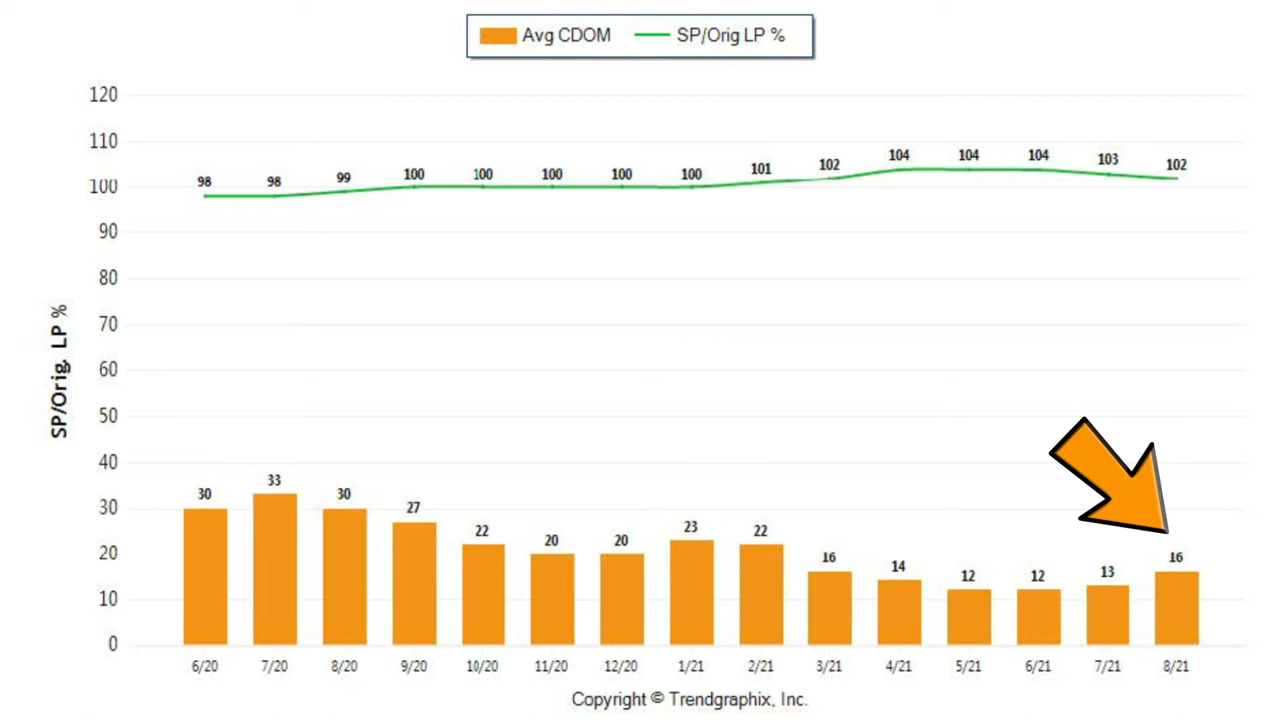 Avg CDOM SP/Orig LP %
120
110
100
90
80
70
60
50
40
30
20
10
0
SP/Orig. LP %
98 98 99 100 100 100 100 100 101 102 104 104 104 103 102
30 33 30 27 22 20 20 23 22 16 14 12 12 13 16
6/20 7/20 8/20 9/20 10/20 11/20 12/20 1/21 2/21 3/21 4/21 5/21 6/21 7/21 8/21
Copyright © Trendgraphix, Inc.